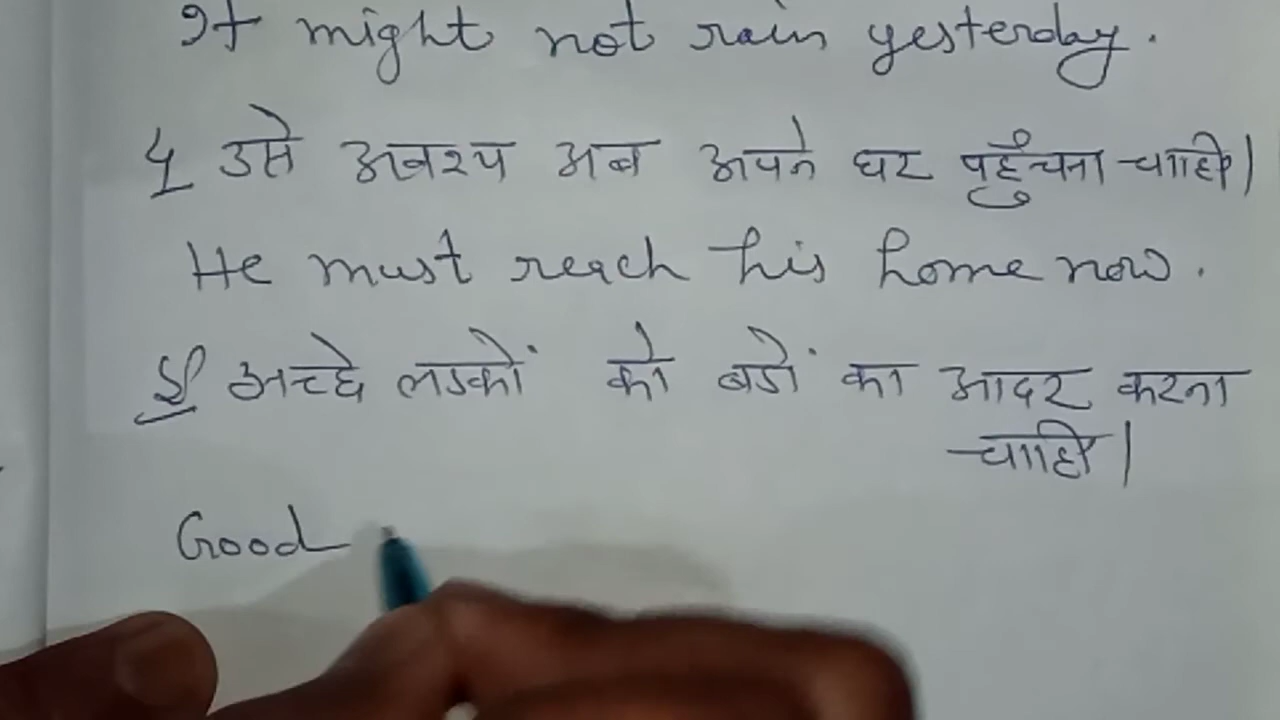 It might not rain yesterday.
4 उसे अवश्य अब अपने घर पहुँचना चाहिए।
He must reach his home now.
5 अच्छे लडकों को बडों का आदर करना
चाहिए।
Good